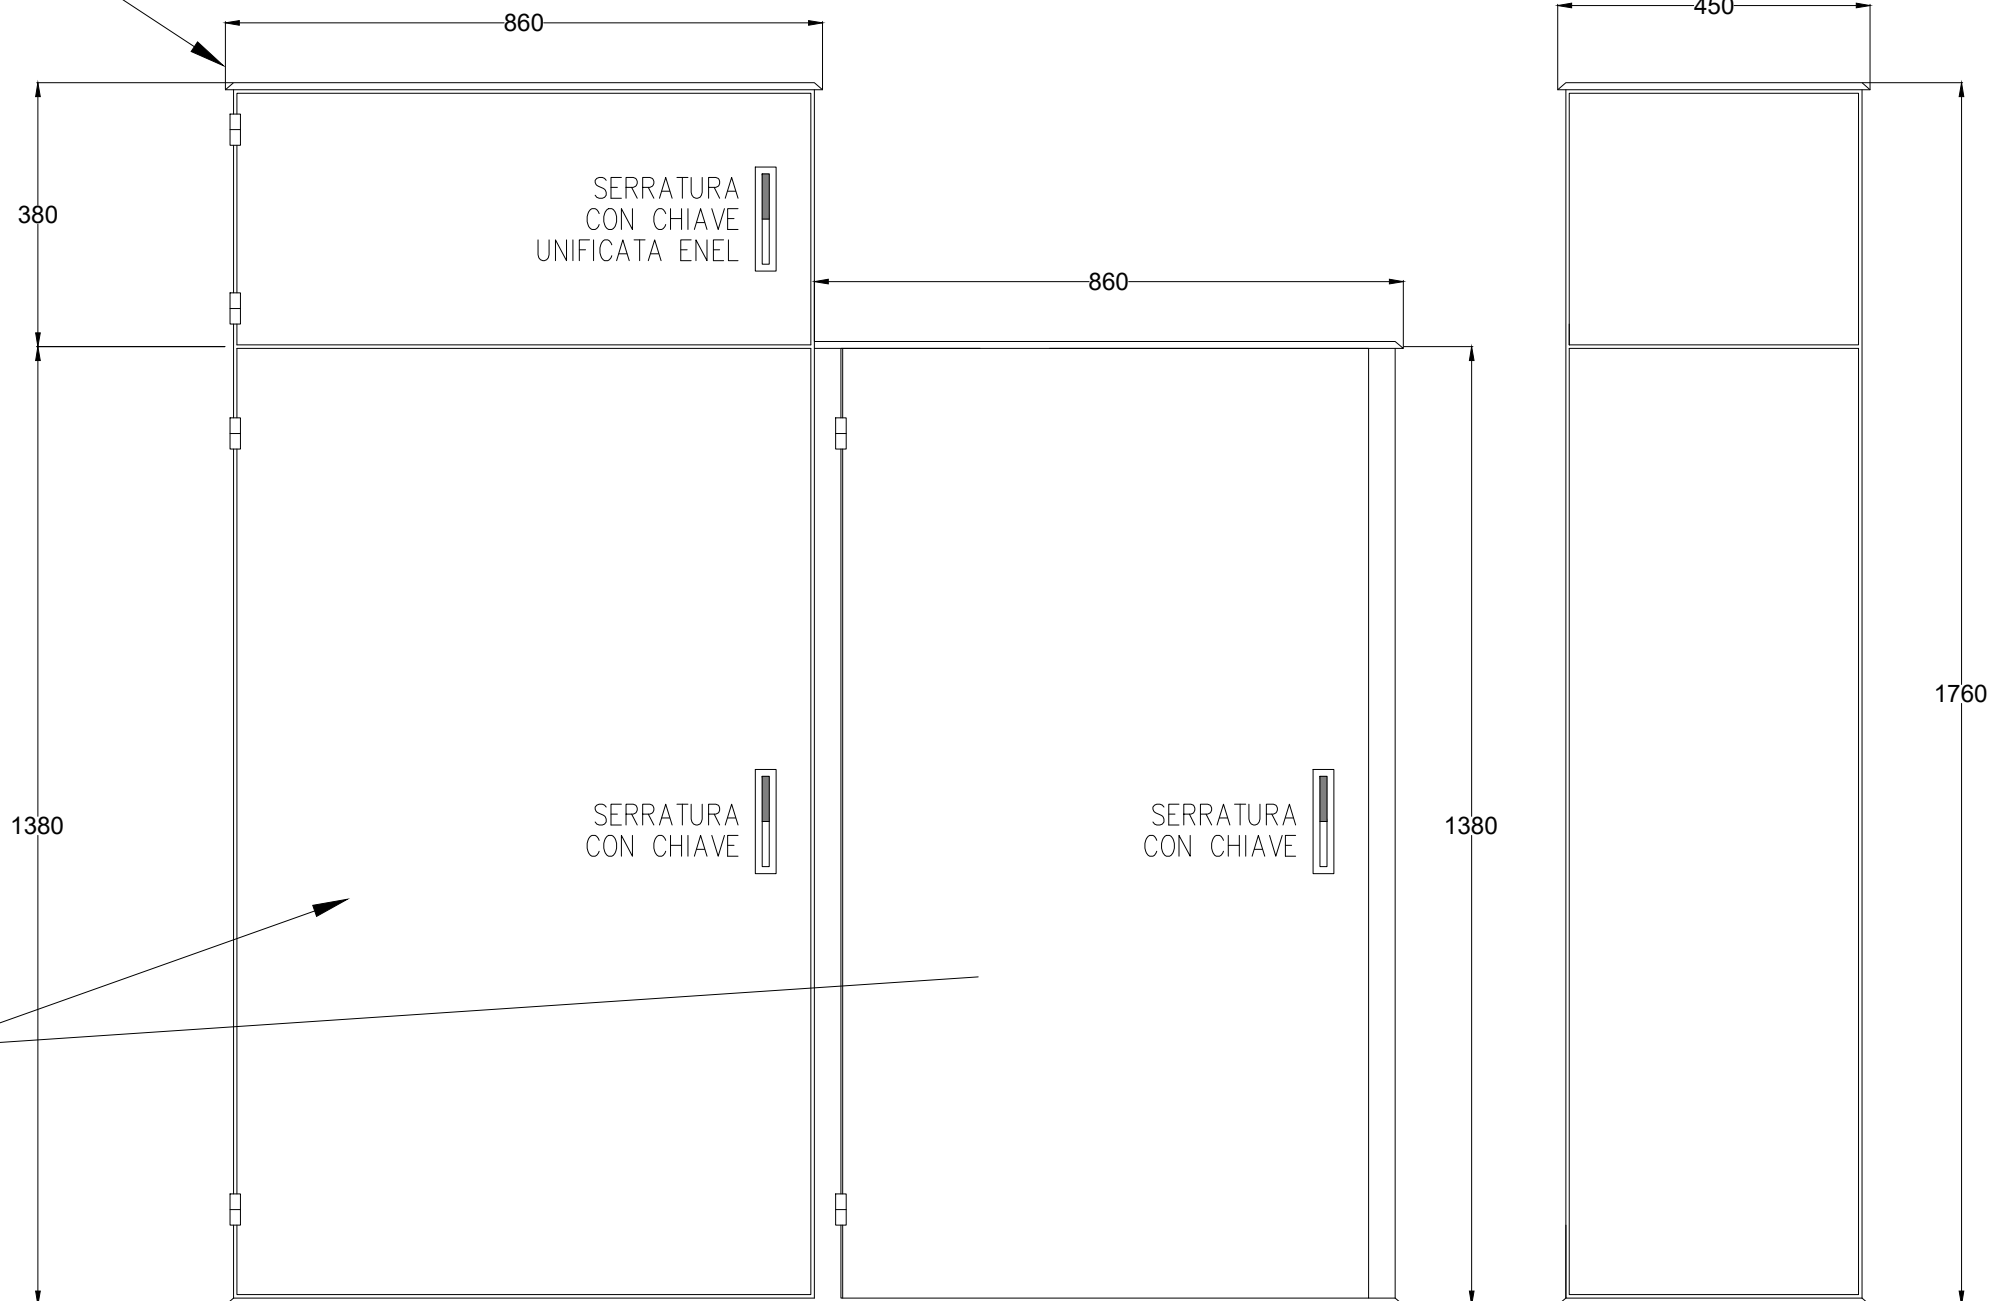 860
450
380
SERRATURA
CON CHIAVE
UNIFICATA ENEL
860
1760
1380
SERRATURA
CON CHIAVE
SERRATURA
CON CHIAVE
1380